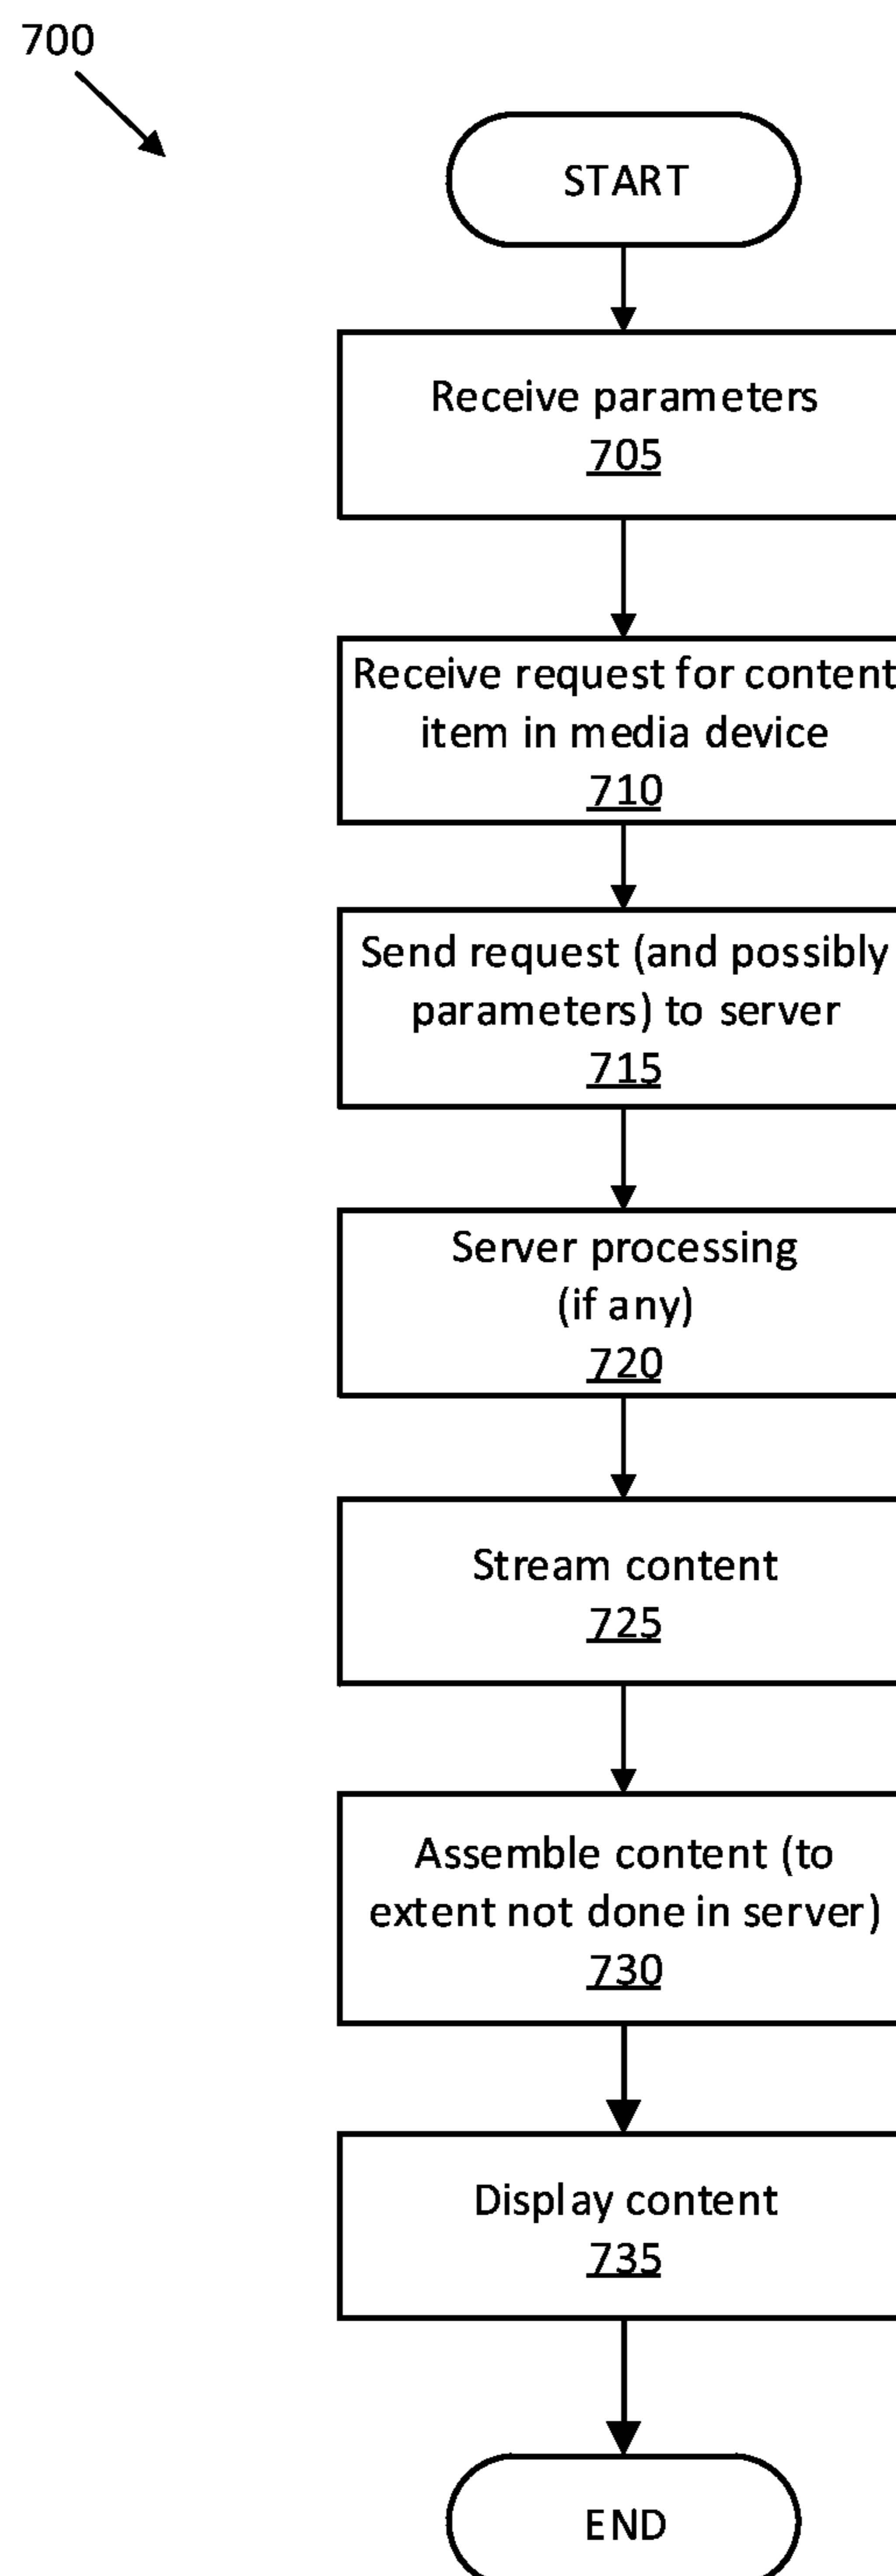 700
START
Receive parameters
705
Receive request for content
item in media device
710
Send request (and possibly
parameters) to server
715
Server processing
(if any)
720
Stream content
725
Assemble content (to
extent not done in server)
730
Display content
735
END